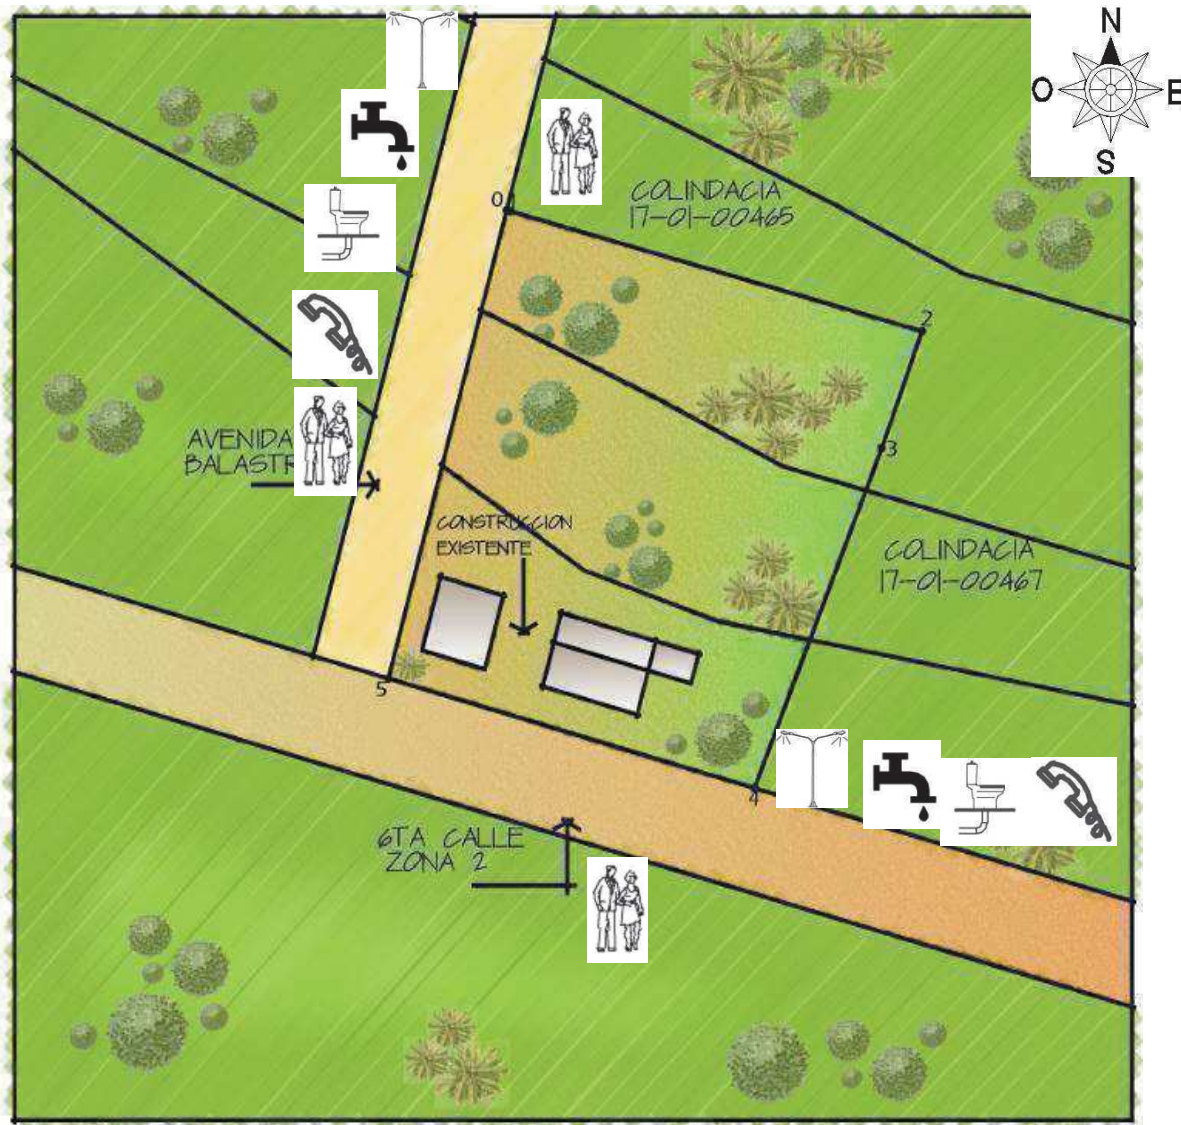 N
O
E
S
COLINDACIA
17-01-00465
0
2
3
AVENIDA
BALASTR
CONSTRUCCION
EXISTENTE
COLINDACIA
17-01-00467
5
4
6TA CALLE
ZONA 2